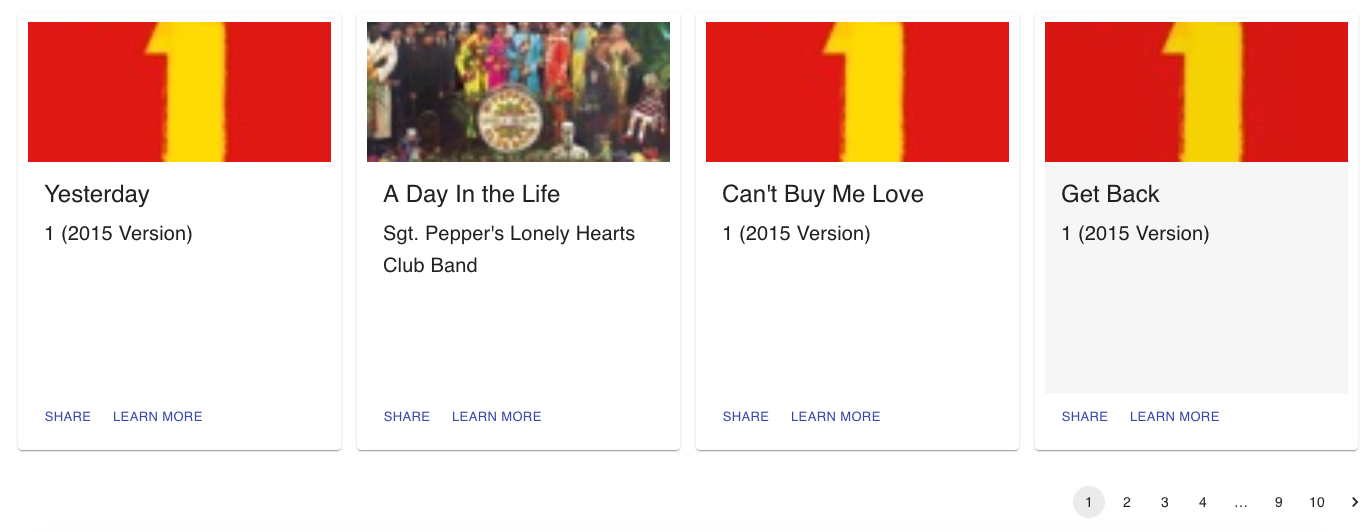 Yesterday
1 (2015 Version)
SHARE LEARN MORE
A Day In the Life
Sgt. Pepper's Lonely Hearts
Club Band
SHARE LEARN MORE
Can't Buy Me Love
1 (2015 Version)
SHARE LEARN MORE
Get Back
1 (2015 Version)
SHARE LEARN MORE
1 2 3 4 ... 9 10 >